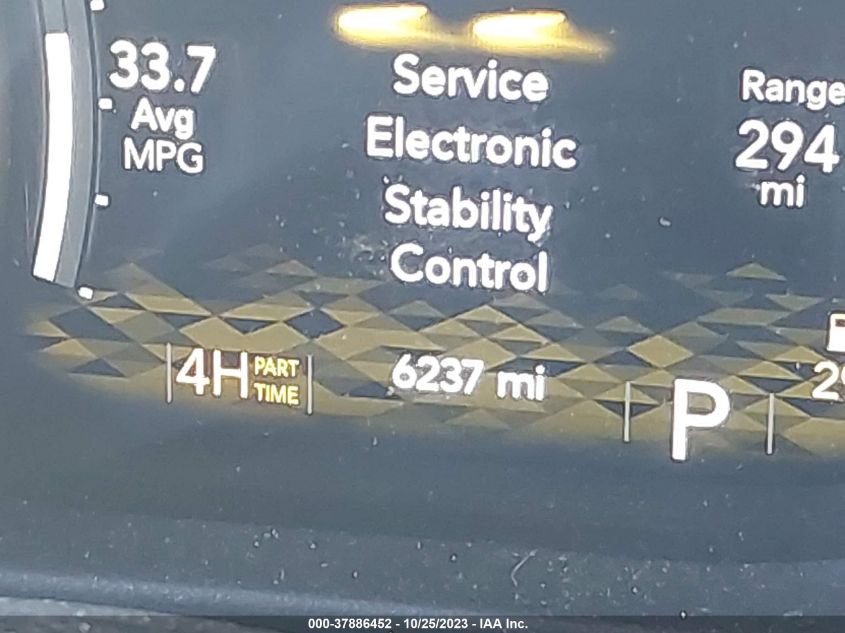 33.7
Avg
MPG
Service
Electronic
Stability
Control
Range
294
mi
4H PART TIME
6237 mi
P
000-37886452 - 10/25/2023 - IAA Inc.